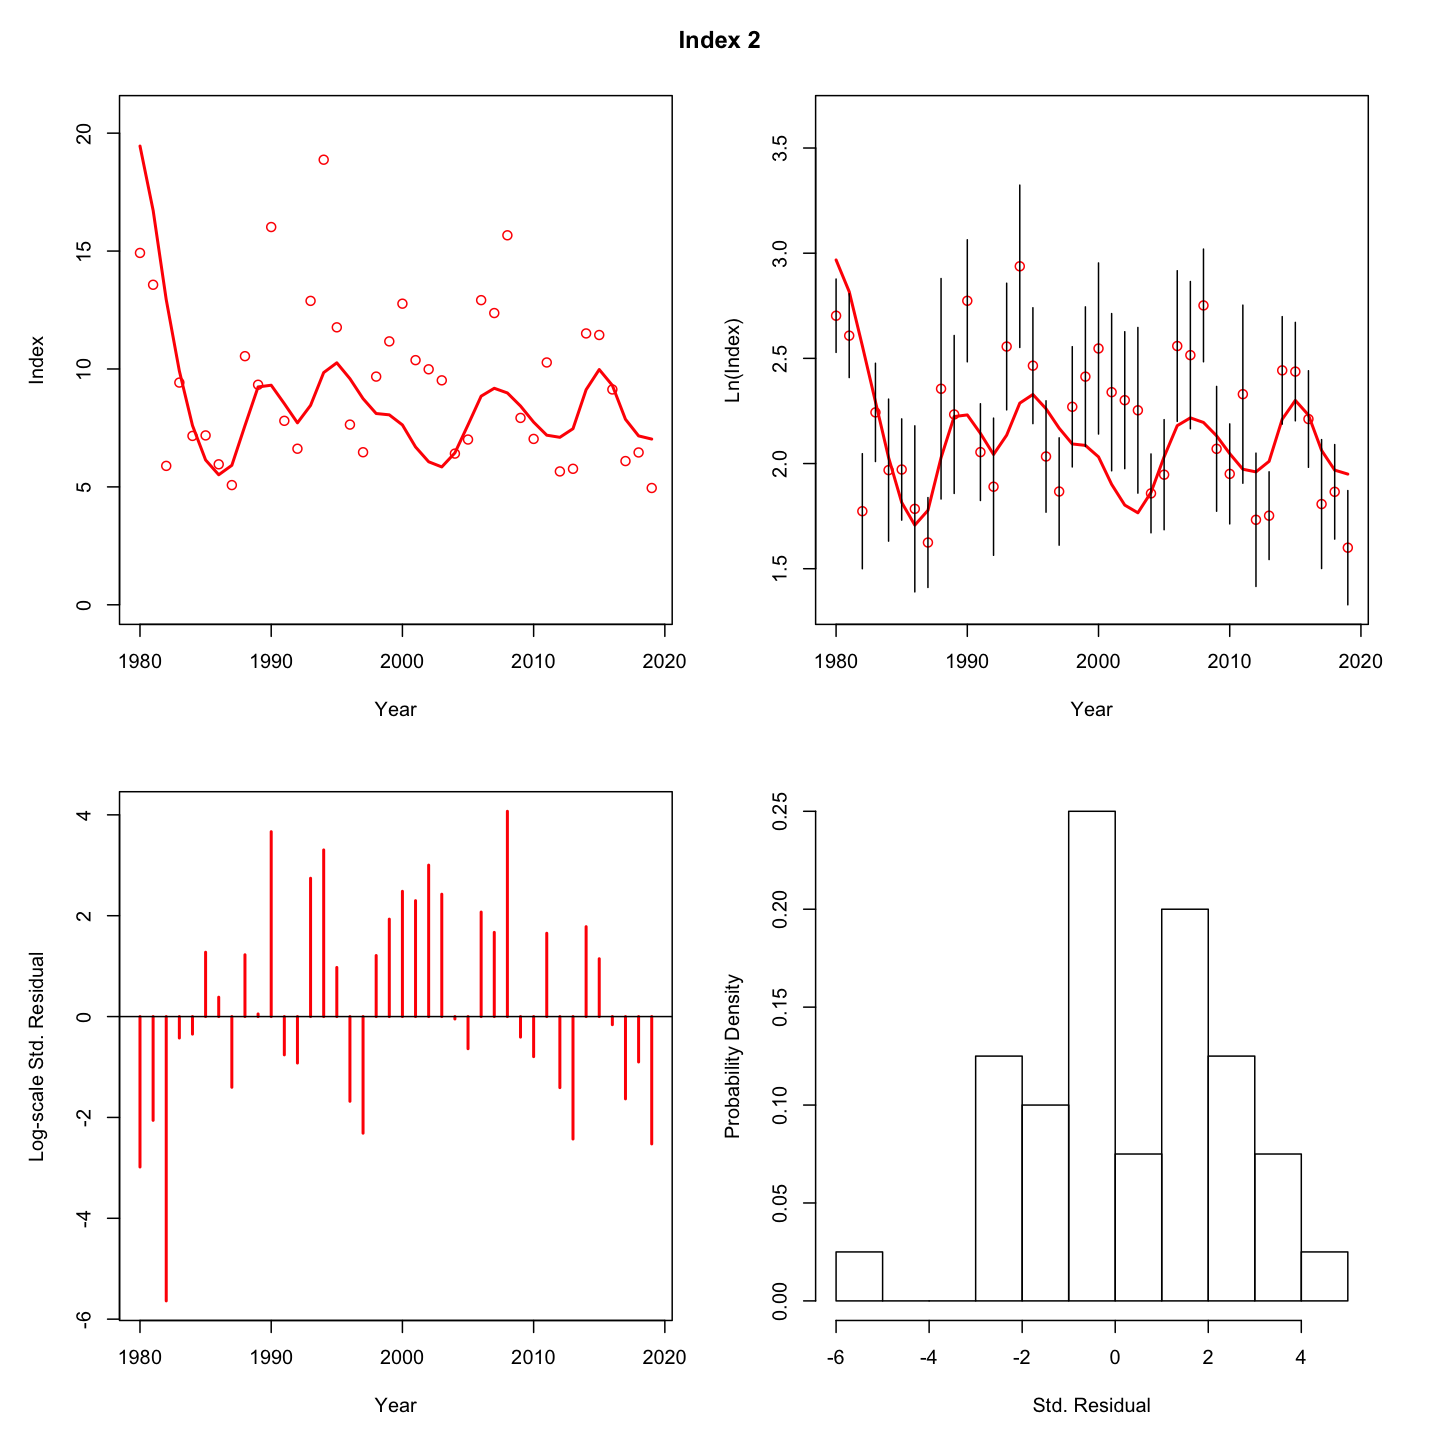 Index 2
Index
20
15
10
5
0
1980 1990 2000 2010 2020
Year
Ln(Index)
3.5
3.0
2.5
2.0
1.5
1980 1990 2000 2010 2020
Year
Log-scale Std. Residual
4
2
0
-2
-4
-6
1980 1990 2000 2010 2020
Year
Probability Density
0.25
0.20
0.15
0.10
0.05
0.00
-6 -4 -2 0 2 4
Std. Residual